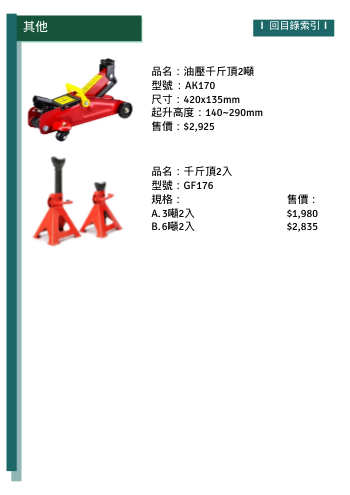 其他
I 回目錄索引 I
品名：油壓千斤頂2噸
型號：AK170
尺寸：420x135mm
起升高度：140~290mm
售價：$2,925
品名：千斤頂2入
型號：GF176
規格： 售價：
A.3噸2入 $1,980
B.6噸2入 $2,835